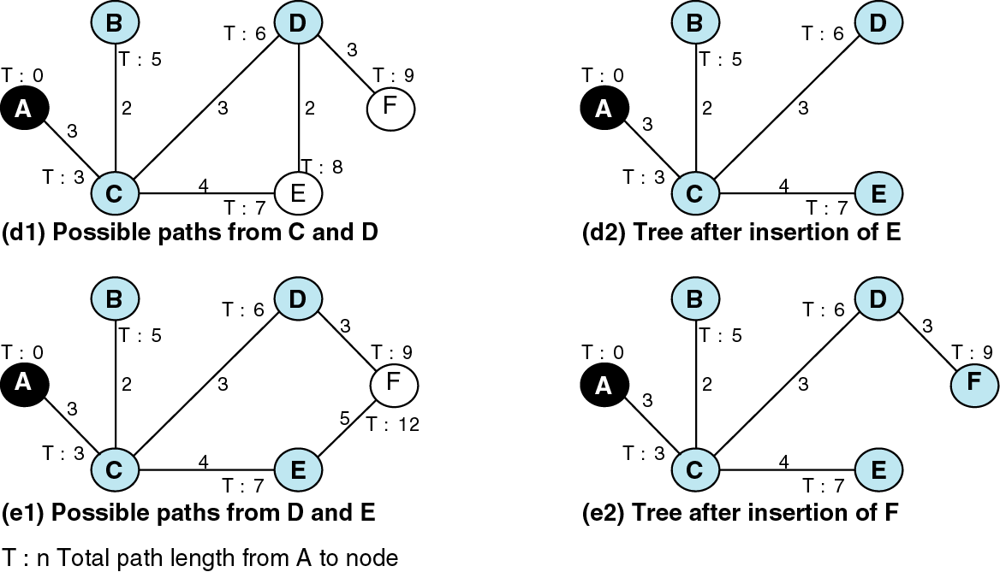 B
D
T : 6
3
T : 5
T : 0
T : 9
A
2
3
2
F
3
T : 8
T : 3
C
4
E
T : 7
(d1) Possible paths from C and D
B
D
T : 6
T : 5
T : 0
A
2
3
3
T : 3
C
4
E
T : 7
(d2) Tree after insertion of E
B
D
T : 6
3
T : 5
T : 0
T : 9
A
2
3
F
3
5
T : 12
T : 3
C
4
E
T : 7
(e1) Possible paths from D and E
B
D
T : 6
3
T : 5
T : 0
T : 9
A
2
3
F
3
T : 3
C
4
E
T : 7
(e2) Tree after insertion of F
T : n Total path length from A to node